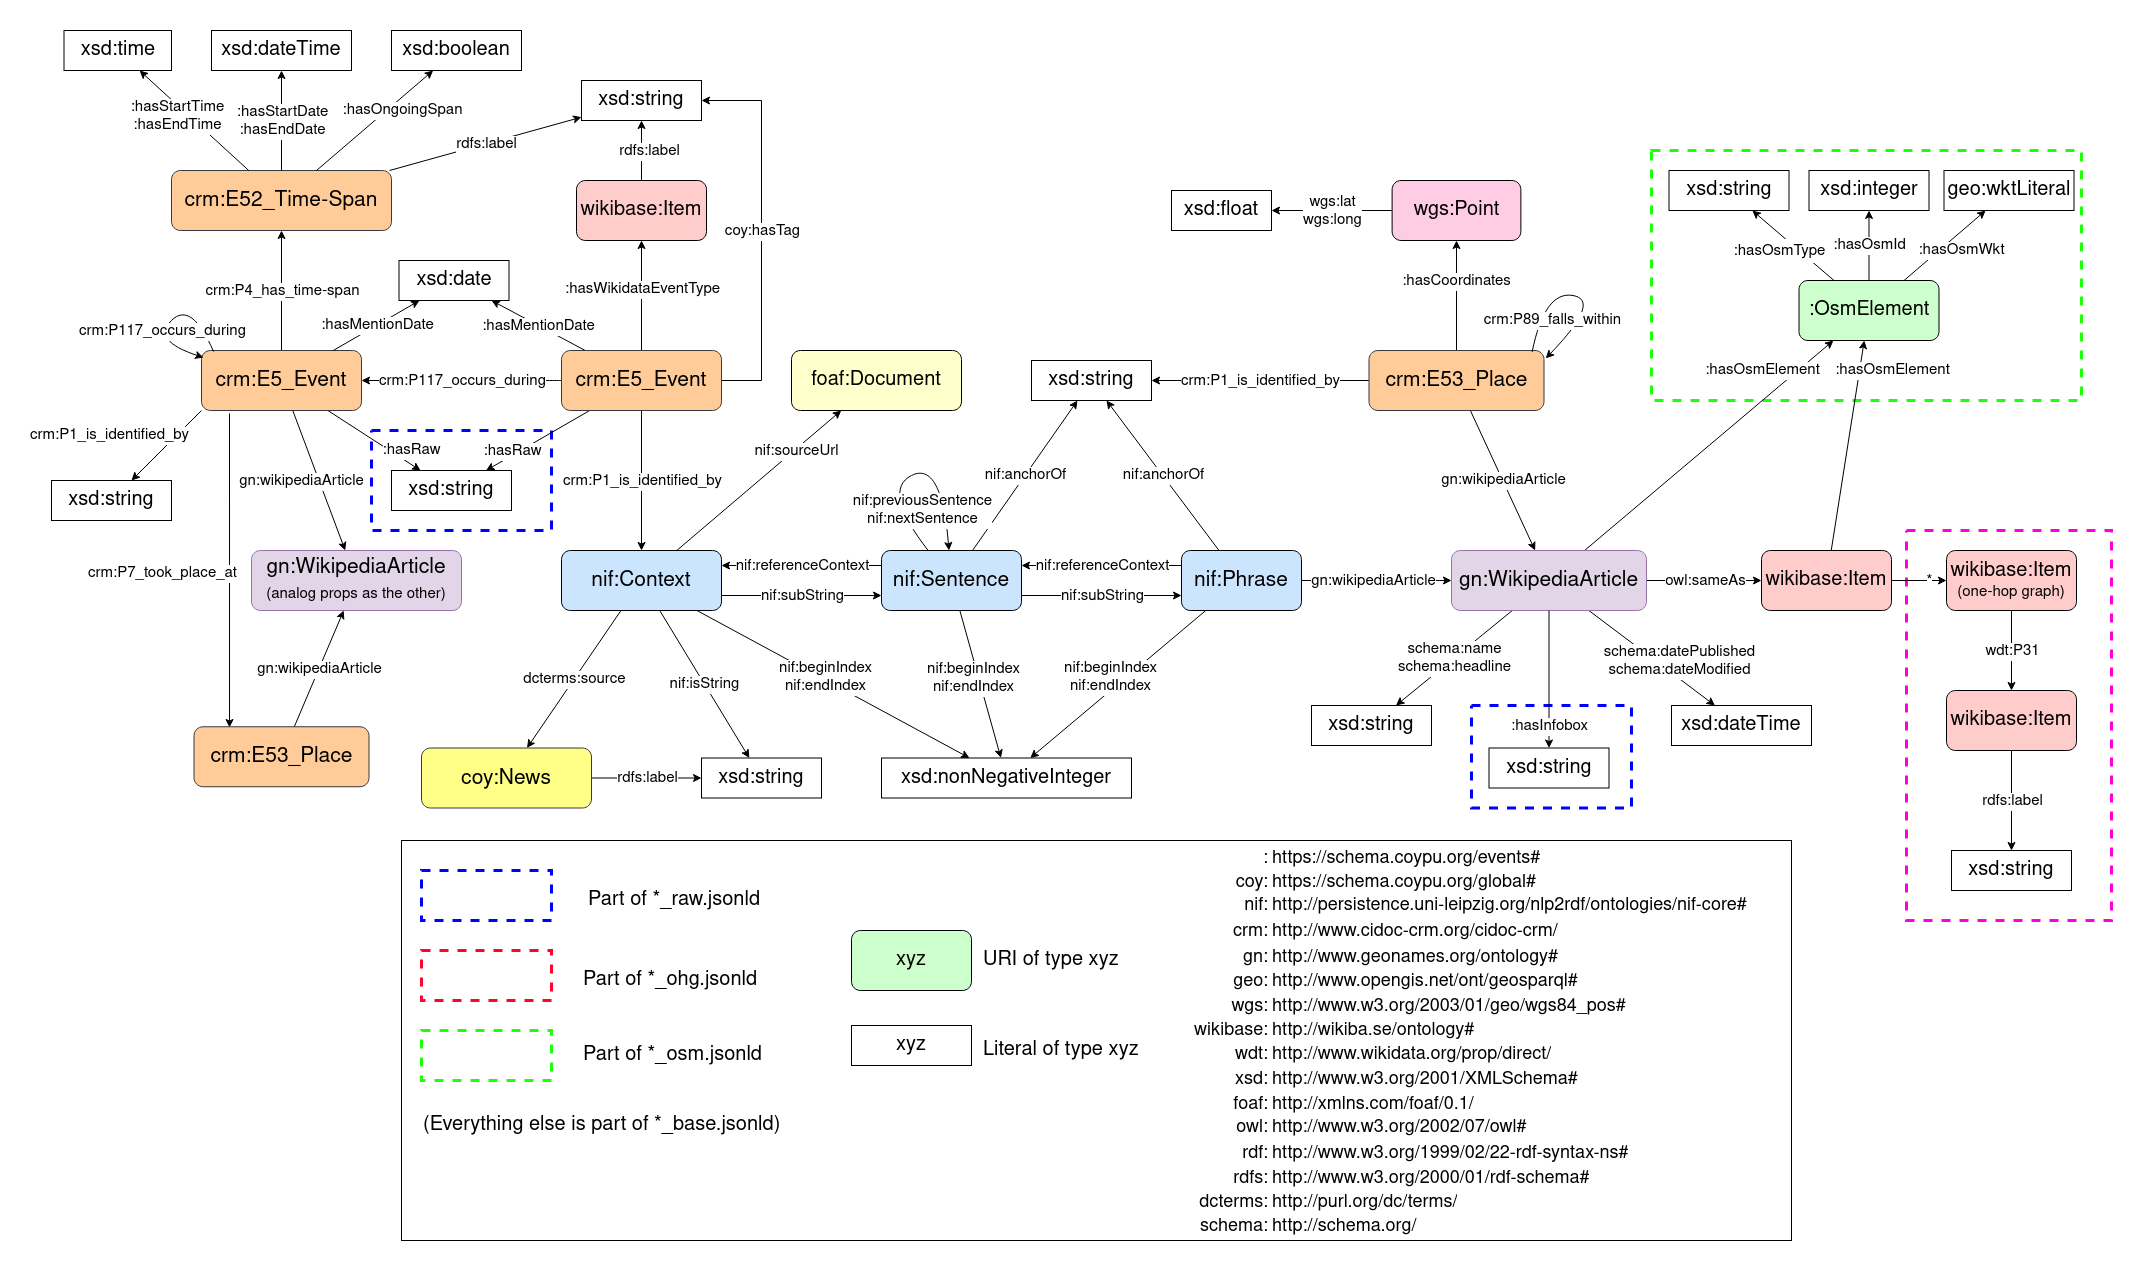 xsd:time
xsd:dateTime
xsd:boolean
xsd:string
:hasStartTime
:hasEndTime
:hasStartDate
:hasEndDate
:hasOngoingSpan
rdfs:label
rdfs:label
crm:E52_Time-Span
wikibase:Item
coy:hasTag
xsd:float
wgs:lat
wgs:long
wgs:Point
xsd:string
xsd:integer
geo:wktLiteral
:hasOsmType
:hasOsmId
:hasOsmWkt
crm:P4_has_time-span
xsd:date
:hasWikidataEventType
:hasCoordinates
:OsmElement
crm:P117_occurs_during
:hasMentionDate
:hasMentionDate
crm:P89_falls_within
crm:E5_Event
crm:P117_occurs_during
crm:E5_Event
foaf:Document
xsd:string
crm:P1_is_identified_by
crm:E53_Place
:hasOsmElement
:hasOsmElement
crm:P1_is_identified_by
:hasRaw
:hasRaw
nif:sourceUrl
xsd:string
gn:wikipediaArticle
xsd:string
crm:P1_is_identified_by
nif:previousSentence
nif:nextSentence
nif:anchorOf
nif:anchorOf
gn:wikipediaArticle
crm:P7_took_place_at
gn:WikipediaArticle
(analog props as the other)
nif:Context
nif:referenceContext
nif:subString
nif:Sentence
nif:referenceContext
nif:subString
nif:Phrase
gn:wikipediaArticle
gn:WikipediaArticle
owl:sameAs
wikibase:Item
*
wikibase:Item
(one-hop graph)
gn:wikipediaArticle
dcterms:source
nif:isString
nif:beginIndex
nif:endIndex
nif:beginIndex
nif:endIndex
nif:beginIndex
nif:endIndex
schema:name
schema:headline
schema:datePublished
schema:dateModified
wdt:P31
crm:E53_Place
coy:News
rdfs:label
xsd:string
xsd:nonNegativeInteger
xsd:string
:hasInfobox
xsd:string
xsd:dateTime
wikibase:Item
rdfs:label
xsd:string
Part of *_raw.jsonld
Part of *_ohg.jsonld
Part of *_osm.jsonld
(Everything else is part of *_base.jsonld)
xyz
URI of type xyz
xyz
Literal of type xyz
: https://schema.coypu.org/events#
coy: https://schema.coypu.org/global#
nif: http://persistence.uni-leipzig.org/nlp2rdf/ontologies/nif-core#
crm: http://www.cidoc-crm.org/cidoc-crm/
gn: http://www.geonames.org/ontology#
geo: http://www.opengis.net/ont/geosparql#
wgs: http://www.w3.org/2003/01/geo/wgs84_pos#
wikibase: http://wikiba.se/ontology#
wdt: http://www.wikidata.org/prop/direct/
xsd: http://www.w3.org/2001/XMLSchema#
foaf: http://xmlns.com/foaf/0.1/
owl: http://www.w3.org/2002/07/owl#
rdf: http://www.w3.org/1999/02/22-rdf-syntax-ns#
rdfs: http://www.w3.org/2000/01/rdf-schema#
dcterms: http://purl.org/dc/terms/
schema: http://schema.org/